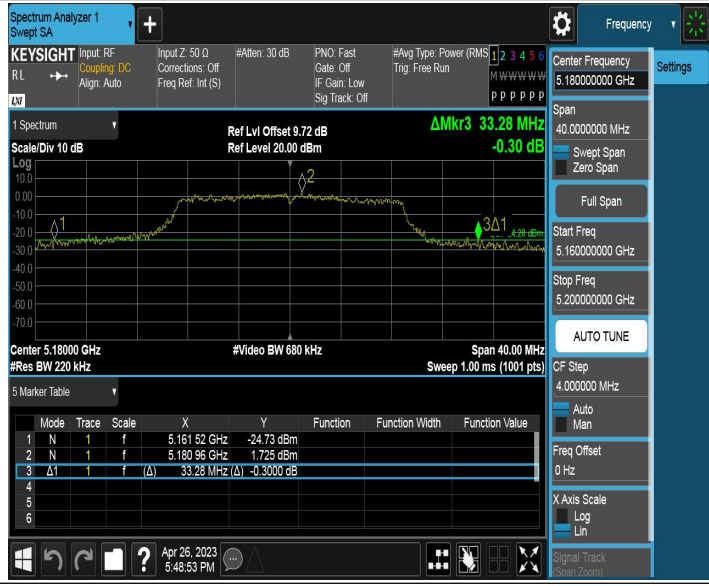 Spectrum Analyzer 1
Swept SA
Frequency
KEYSIGHT
RL
LXI
Input: RF
Coupling: DC
Align: Auto
Input Z: 50 Ω
Corrections: Off
Freq Ref: Int (S)
#Atten: 30 dB
PNO: Fast
Gate: Off
IF Gain: Low
Sig Track: Off
#Avg Type: Power (RMS
Trig: Free Run
1 2 3 4 5 6
M W W W W W
P P P P P P
Settings
1 Spectrum
Scale/Div 10 dB
Ref Lvl Offset 9.72 dB
Ref Level 20.00 dBm
ΔMkr3 33.28 MHz
-0.30 dB
Log
10.0
0.00
-10.0
-20.0
-30.0
-40.0
-50.0
-60.0
-70.0
1
2
3Δ1
-4.28 dBm
Center 5.18000 GHz
#Res BW 220 kHz
#Video BW 680 kHz
Span 40.00 MHz
Sweep 1.00 ms (1001 pts)
5 Marker Table
Mode Trace Scale X Y Function Function Width Function Value
1 N 1 f 5.161 52 GHz -24.73 dBm
2 N 1 f 5.180 96 GHz 1.725 dBm
3 Δ1 1 f (Δ) 33.28 MHz (Δ) -0.3000 dB
4
5
6
Apr 26, 2023
5:48:53 PM
Center Frequency
5.180000000 GHz
Span
40.0000000 MHz
Swept Span
Zero Span
Full Span
Start Freq
5.160000000 GHz
Stop Freq
5.200000000 GHz
AUTO TUNE
CF Step
4.000000 MHz
Auto
Man
Freq Offset
0 Hz
X Axis Scale
Log
Lin
Signal Track
(Span Zoom)